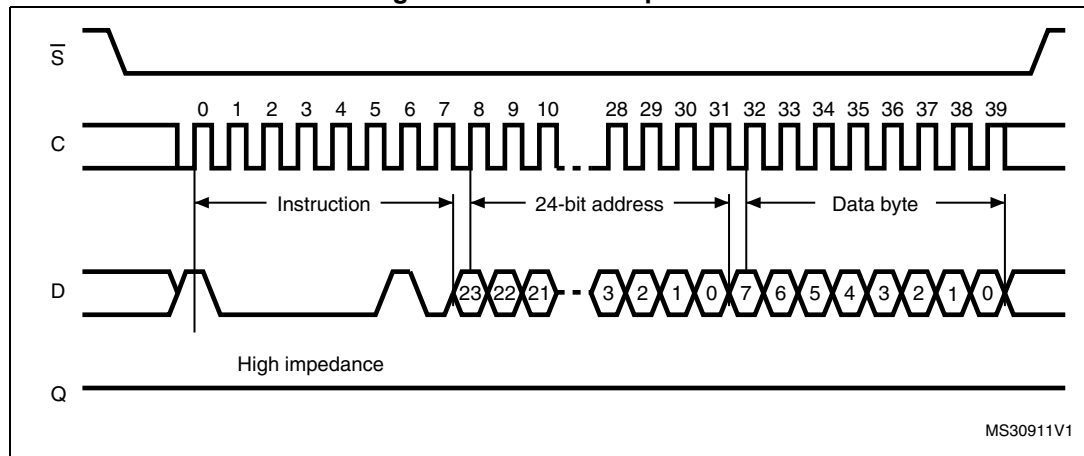 S̅
0 1 2 3 4 5 6 7 8 9 10 28 29 30 31 32 33 34 35 36 37 38 39
C
Instruction 24-bit address Data byte
D 23 22 21 3 2 1 0 7 6 5 4 3 2 1 0
High impedance
Q
MS30911V1